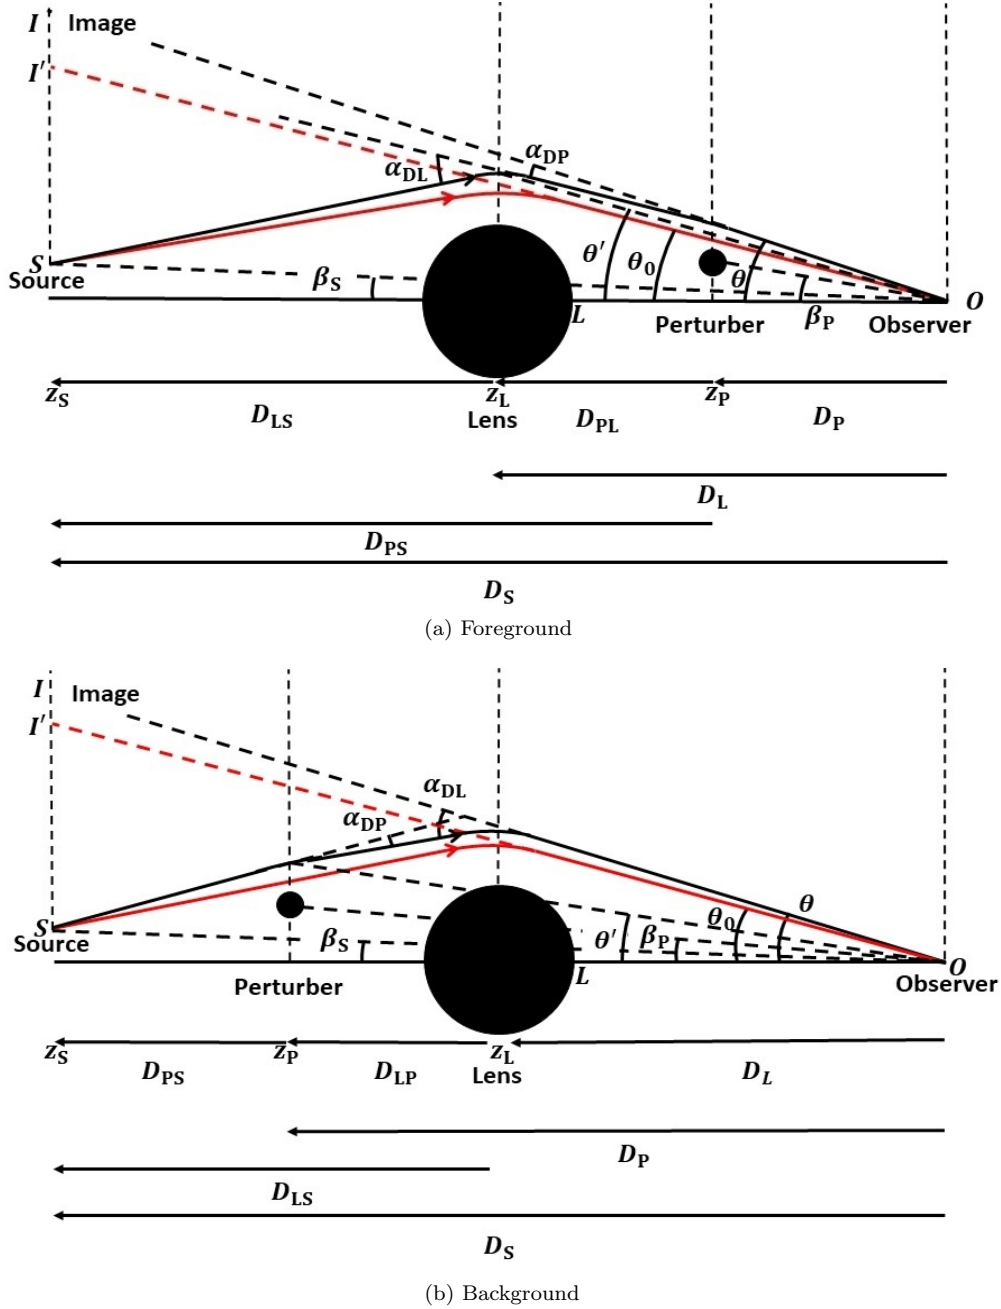 I Image
I′
α_DP
α_DL
θ′ θ_0 θ
S
Source
β_S
L
β_P
O
Perturber Observer
z_S z_L z_P
D_LS Lens D_PL D_P
D_L
D_PS
D_S
(a) Foreground
I Image
I′
α_DL
α_DP
θ_0 θ
S
Source
β_S θ′ β_P
L O
Perturber Observer
z_S z_P z_L
D_PS D_LP Lens D_L
D_P
D_LS
D_S
(b) Background